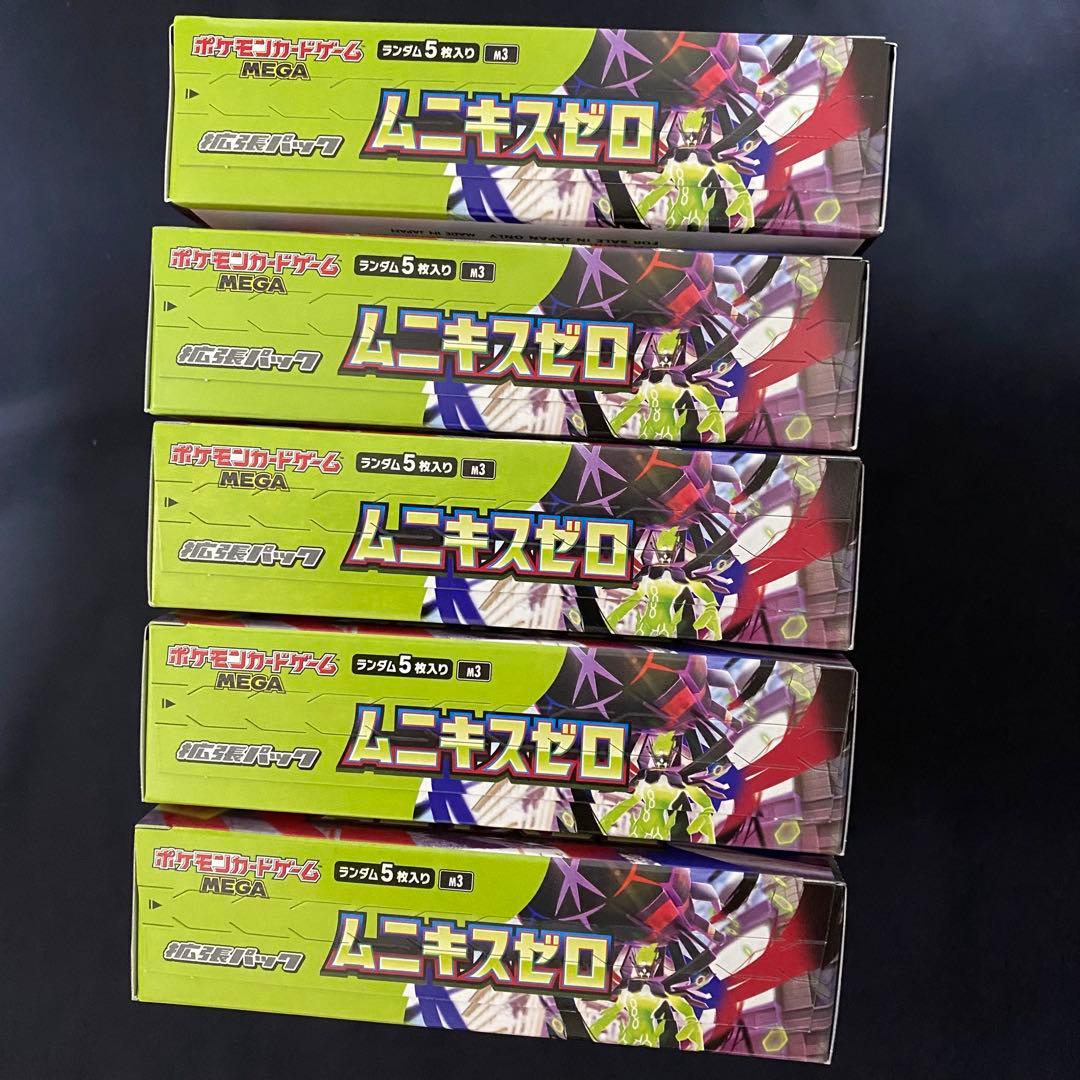 ポケモンカードゲーム
MEGA
ランダム5枚入り M3
拡張パック
ムニキスゼロ
FOR SALE IN JAPAN ONLY
MADE IN JAPAN
ポケモンカードゲーム
MEGA
ランダム5枚入り M3
拡張パック
ムニキスゼロ
ポケモンカードゲーム
MEGA
ランダム5枚入り M3
拡張パック
ムニキスゼロ
ポケモンカードゲーム
MEGA
ランダム5枚入り M3
拡張パック
ムニキスゼロ
ポケモンカードゲーム
MEGA
ランダム5枚入り M3
拡張パック
ムニキスゼロ